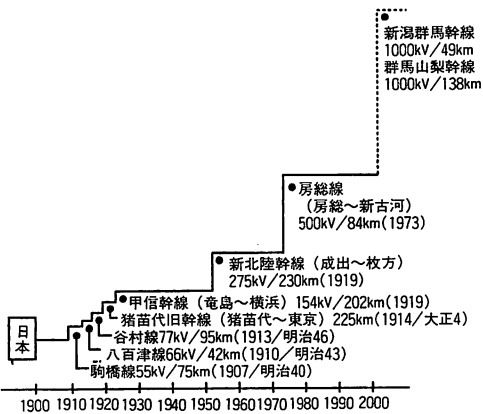 新潟群馬幹線
1000kV/49km
群馬山梨幹線
1000kV/138km
房総線
(房総〜新古河)
500kV/84km(1973)
新北陸幹線(成出〜枚方)
275kV/230km(1919)
甲信幹線(竜島〜横浜)154kV/202km(1919)
猪苗代旧幹線(猪苗代〜東京)225km(1914/大正4)
谷村線77kV/95km(1913/明治46)
八百津線66kV/42km(1910/明治43)
駒橋線55kV/75km(1907/明治40)
日本
1900 1910 1920 1930 1940 1950 1960 1970 1980 1990 2000